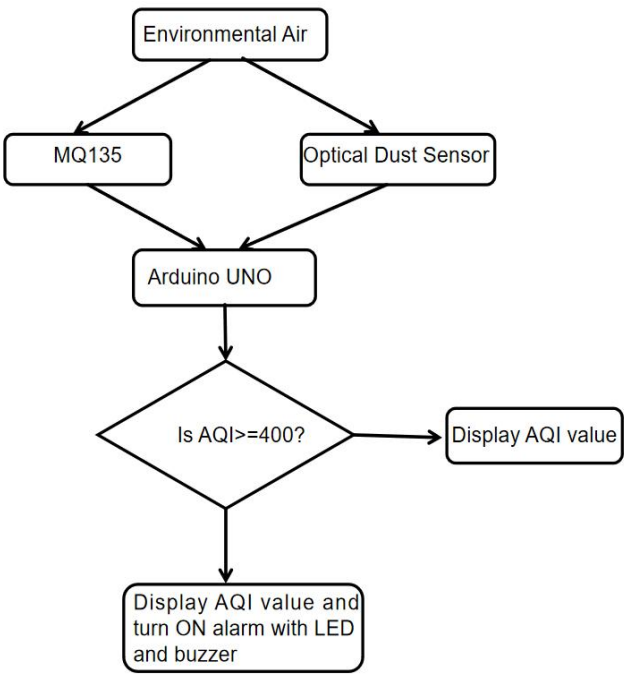 Environmental Air
MQ135
Optical Dust Sensor
Arduino UNO
Is AQI>=400?
Display AQI value
Display AQI value and
turn ON alarm with LED
and buzzer